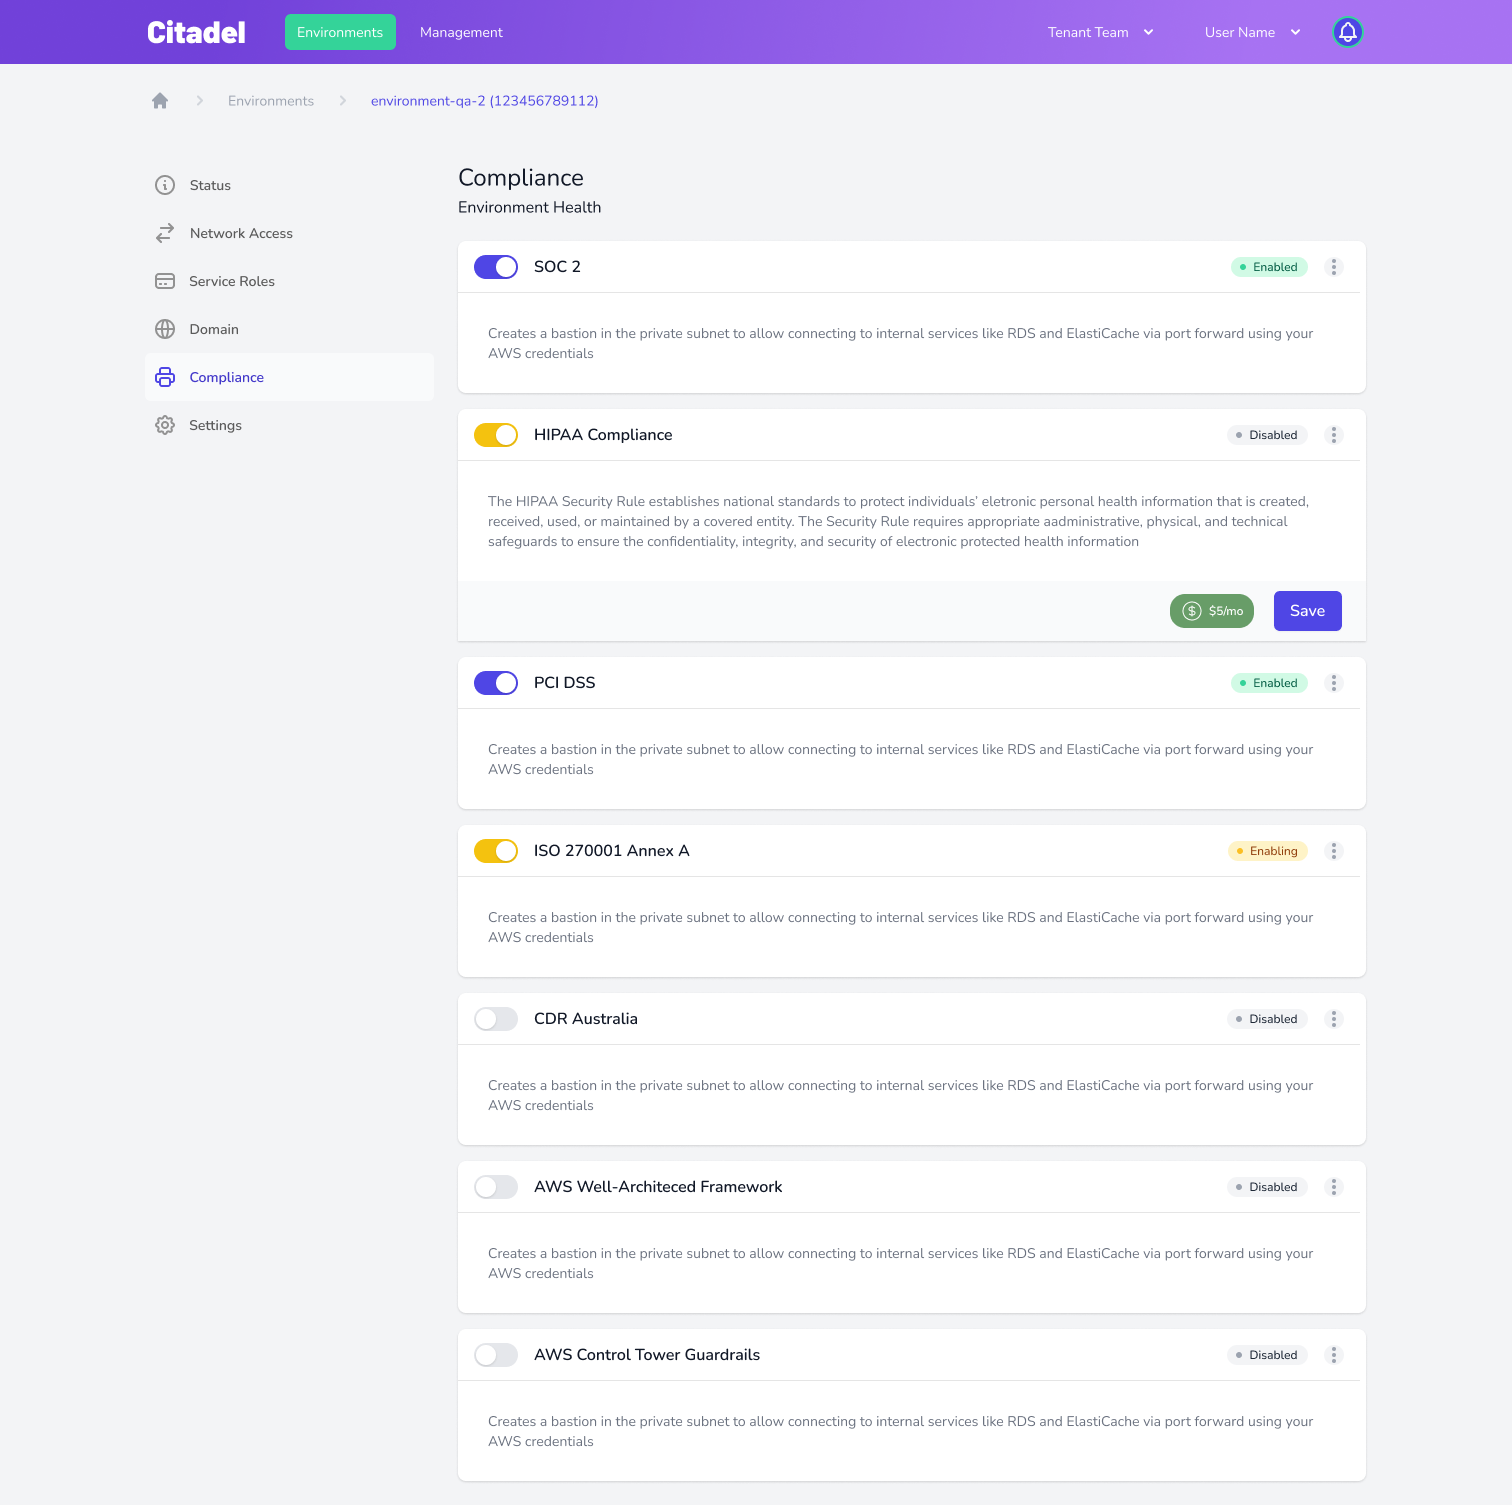 Citadel
Environments
Management
Tenant Team
User Name
Environments
environment-qa-2 (123456789112)
Status
Network Access
Service Roles
Domain
Compliance
Settings
Compliance
Environment Health
SOC 2
Enabled
Creates a bastion in the private subnet to allow connecting to internal services like RDS and ElastiCache via port forward using your
AWS credentials
HIPAA Compliance
Disabled
The HIPAA Security Rule establishes national standards to protect individuals’ eletronic personal health information that is created,
received, used, or maintained by a covered entity. The Security Rule requires appropriate aadministrative, physical, and technical
safeguards to ensure the confidentiality, integrity, and security of electronic protected health information
$5/mo
Save
PCI DSS
Enabled
Creates a bastion in the private subnet to allow connecting to internal services like RDS and ElastiCache via port forward using your
AWS credentials
ISO 270001 Annex A
Enabling
Creates a bastion in the private subnet to allow connecting to internal services like RDS and ElastiCache via port forward using your
AWS credentials
CDR Australia
Disabled
Creates a bastion in the private subnet to allow connecting to internal services like RDS and ElastiCache via port forward using your
AWS credentials
AWS Well-Architeced Framework
Disabled
Creates a bastion in the private subnet to allow connecting to internal services like RDS and ElastiCache via port forward using your
AWS credentials
AWS Control Tower Guardrails
Disabled
Creates a bastion in the private subnet to allow connecting to internal services like RDS and ElastiCache via port forward using your
AWS credentials